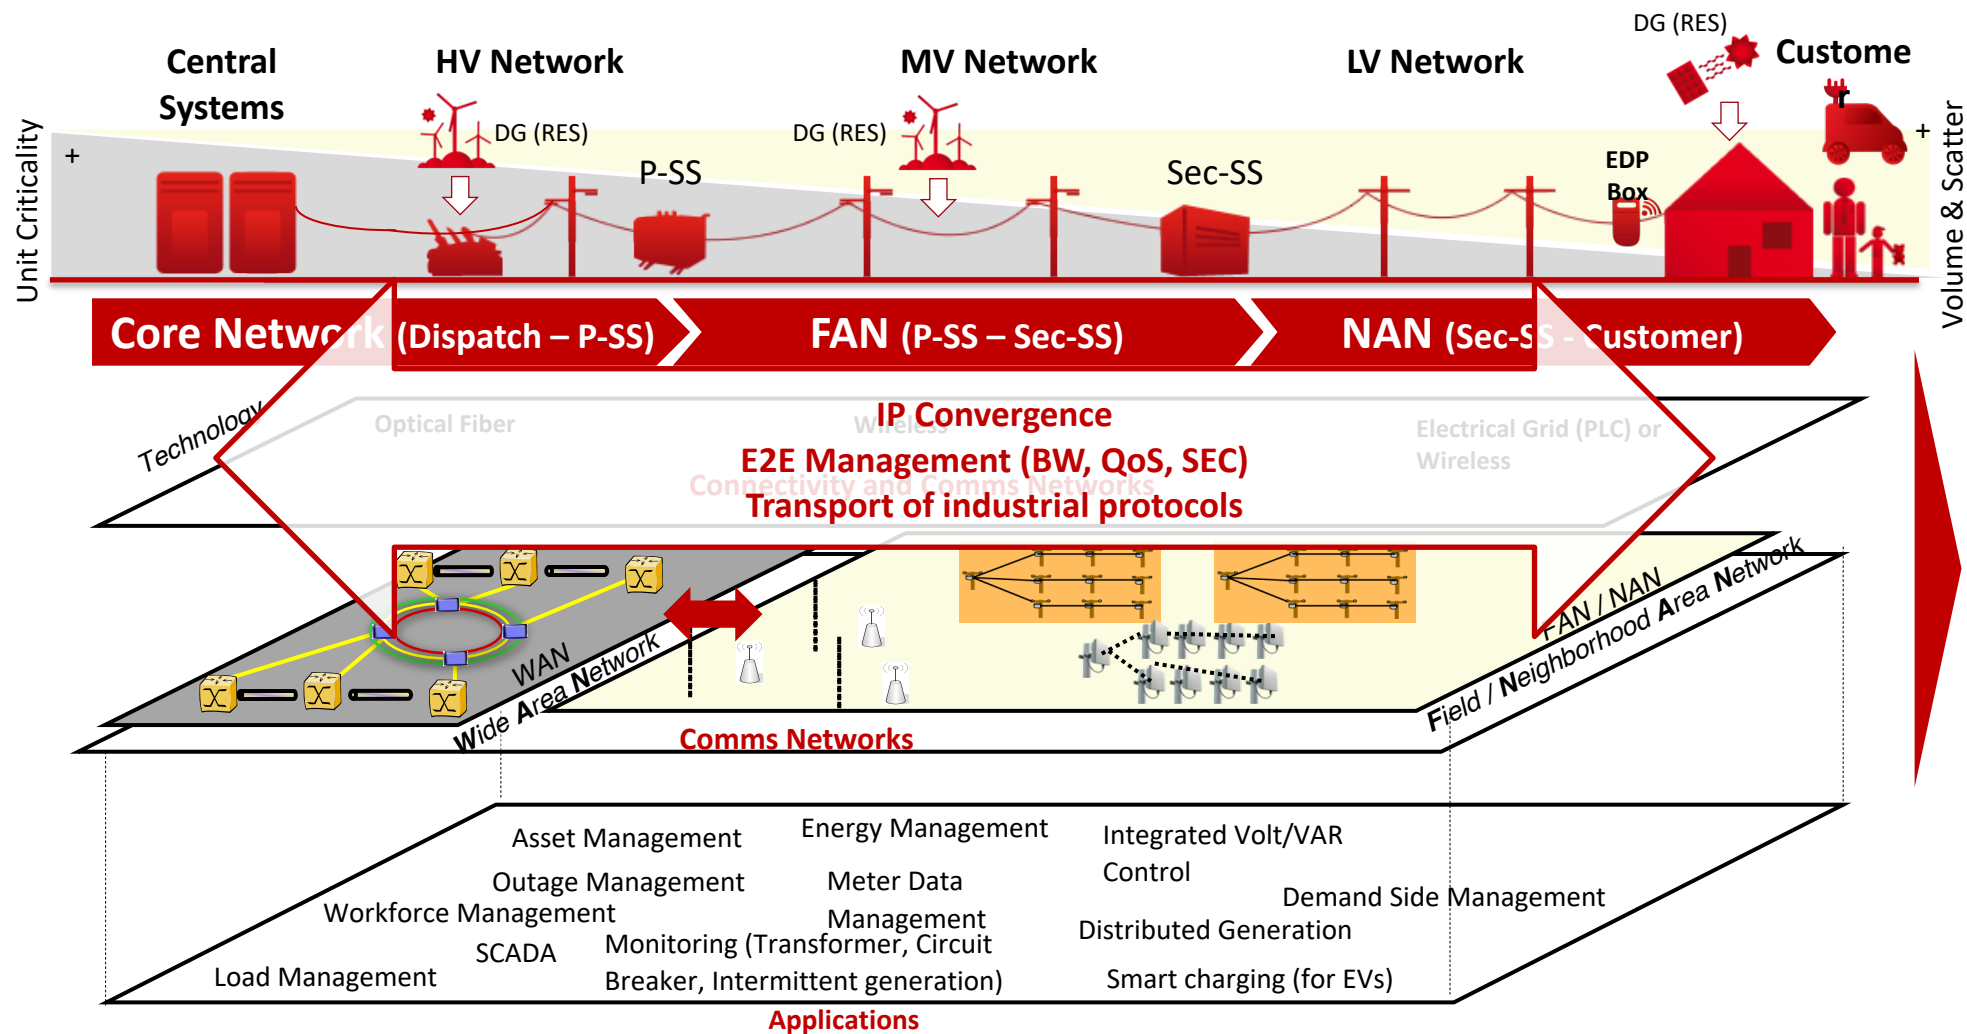 DG (RES)
Central
Systems
HV Network
MV Network
LV Network
Custome
r
DG (RES)
DG (RES)
Unit Criticality
+
+
Volume & Scatter
P-SS
Sec-SS
EDP
Box
Core Network (Dispatch – P-SS)
FAN (P-SS – Sec-SS)
NAN (Sec-SS - Customer)
Technology
Optical Fiber
Wireless
Electrical Grid (PLC) or
Wireless
IP Convergence
E2E Management (BW, QoS, SEC)
Connectivity and Comms Networks
Transport of industrial protocols
WAN
Wide Area Network
FAN / NAN
Field / Neighborhood Area Network
Comms Networks
Asset Management
Energy Management
Integrated Volt/VAR
Control
Outage Management
Meter Data
Management
Demand Side Management
Workforce Management
Distributed Generation
SCADA
Monitoring (Transformer, Circuit
Breaker, Intermittent generation)
Load Management
Smart charging (for EVs)
Applications